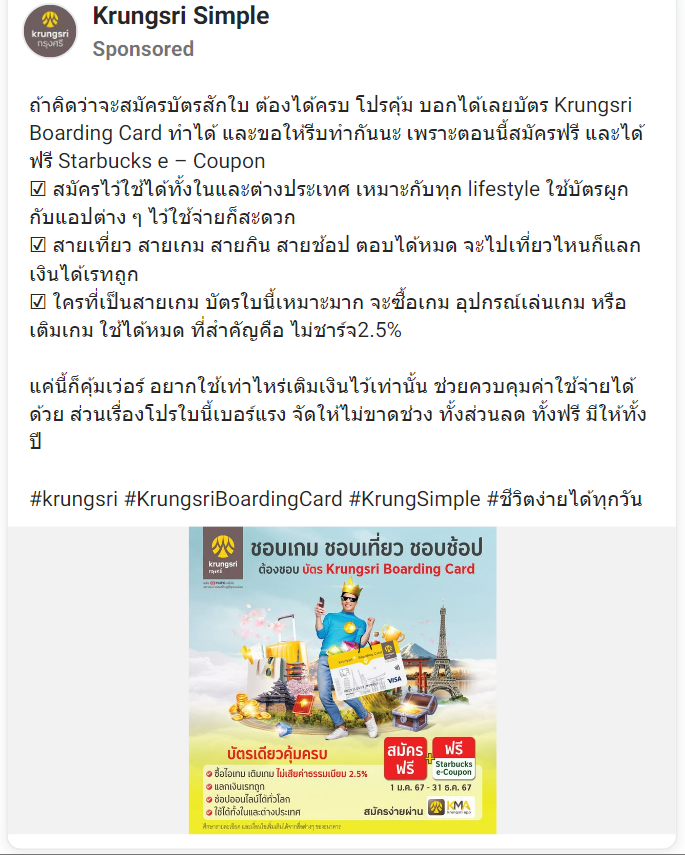 Krungsri Simple
krungsri
กรุงศรี
Sponsored
ถ้าคิดว่าจะสมัครบัตรสักใบ ต้องได้ครบ โปรคุ้ม บอกได้เลยบัตร Krungsri
Boarding Card ทำได้ และขอให้รีบทำกันนะ เพราะตอนนี้สมัครฟรี และได้
ฟรี Starbucks e – Coupon
☑ สมัครไว้ใช้ได้ทั้งในและต่างประเทศ เหมาะกับทุก lifestyle ใช้บัตรผูก
กับแอปต่าง ๆ ไว้ใช้จ่ายก็สะดวก
☑ สายเที่ยว สายเกม สายกิน สายช้อป ตอบได้หมด จะไปเที่ยวไหนก็แลก
เงินได้เรทถูก
☑ ใครที่เป็นสายเกม บัตรใบนี้เหมาะมาก จะซื้อเกม อุปกรณ์เล่นเกม หรือ
เติมเกม ใช้ได้หมด ที่สำคัญคือ ไม่ชาร์จ2.5%
แค่นี้ก็คุ้มเว่อร์ อยากใช้เท่าไหร่เติมเงินไว้เท่านั้น ช่วยควบคุมค่าใช้จ่ายได้
ด้วย ส่วนเรื่องโปรใบนี้เบอร์แรง จัดให้ไม่ขาดช่วง ทั้งส่วนลด ทั้งฟรี มีให้ทั้ง
ปี
#krungsri #KrungsriBoardingCard #KrungSimple #ชีวิตง่ายได้ทุกวัน
krungsri
กรุงศรี
ชอบเกม ชอบเที่ยว ชอบช้อป
ต้องชอบ บัตร Krungsri Boarding Card
VISA
บัตรเดียวคุ้มครบ
ซื้อไอเทม เติมเกม ไม่เสียค่าธรรมเนียม 2.5%
แลกเงินเรทถูก
ช้อปออนไลน์ได้ทั่วโลก
ใช้ได้ทั้งในและต่างประเทศ
สมัคร
ฟรี
+
ฟรี
Starbucks
e-Coupon
1 ม.ค. 67 - 31 ธ.ค. 67
สมัครง่ายผ่าน
KMA
krungsri app